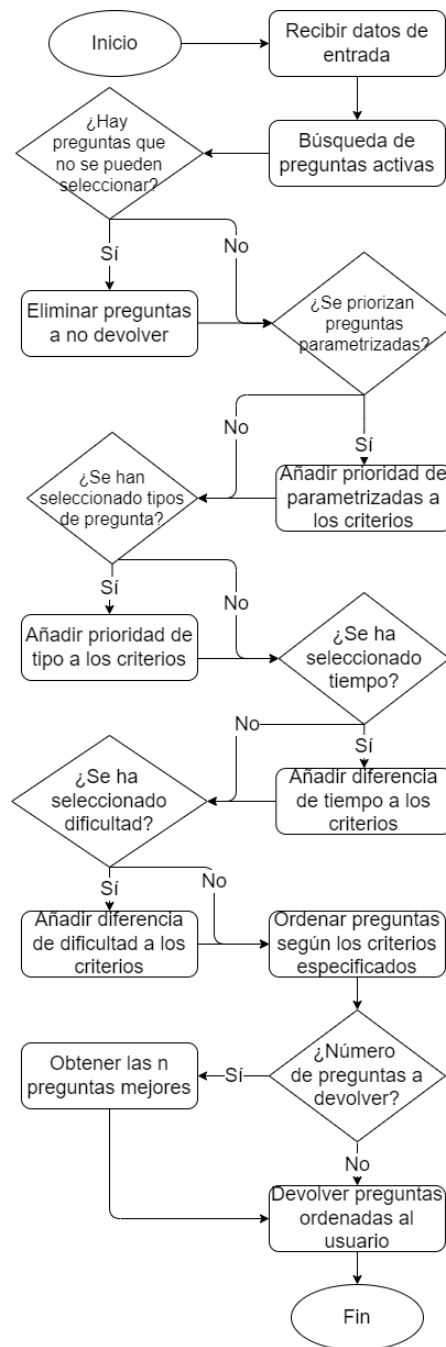 Inicio
Recibir datos de
entrada
¿Hay
preguntas que
no se pueden
seleccionar?
Búsqueda de
preguntas activas
Sí
No
Eliminar preguntas
a no devolver
¿Se priorizan
preguntas
parametrizadas?
No
Sí
¿Se han
seleccionado tipos
de pregunta?
Añadir prioridad de
parametrizadas a
los criterios
Sí
No
Añadir prioridad de
tipo a los criterios
¿Se ha
seleccionado
tiempo?
No
Sí
¿Se ha
seleccionado
dificultad?
Añadir diferencia
de tiempo a los
criterios
Sí
No
Añadir diferencia
de dificultad a los
criterios
Ordenar preguntas
según los criterios
especificados
Obtener las n
preguntas mejores
Sí
¿Número
de preguntas a
devolver?
No
Devolver preguntas
ordenadas al
usuario
Fin